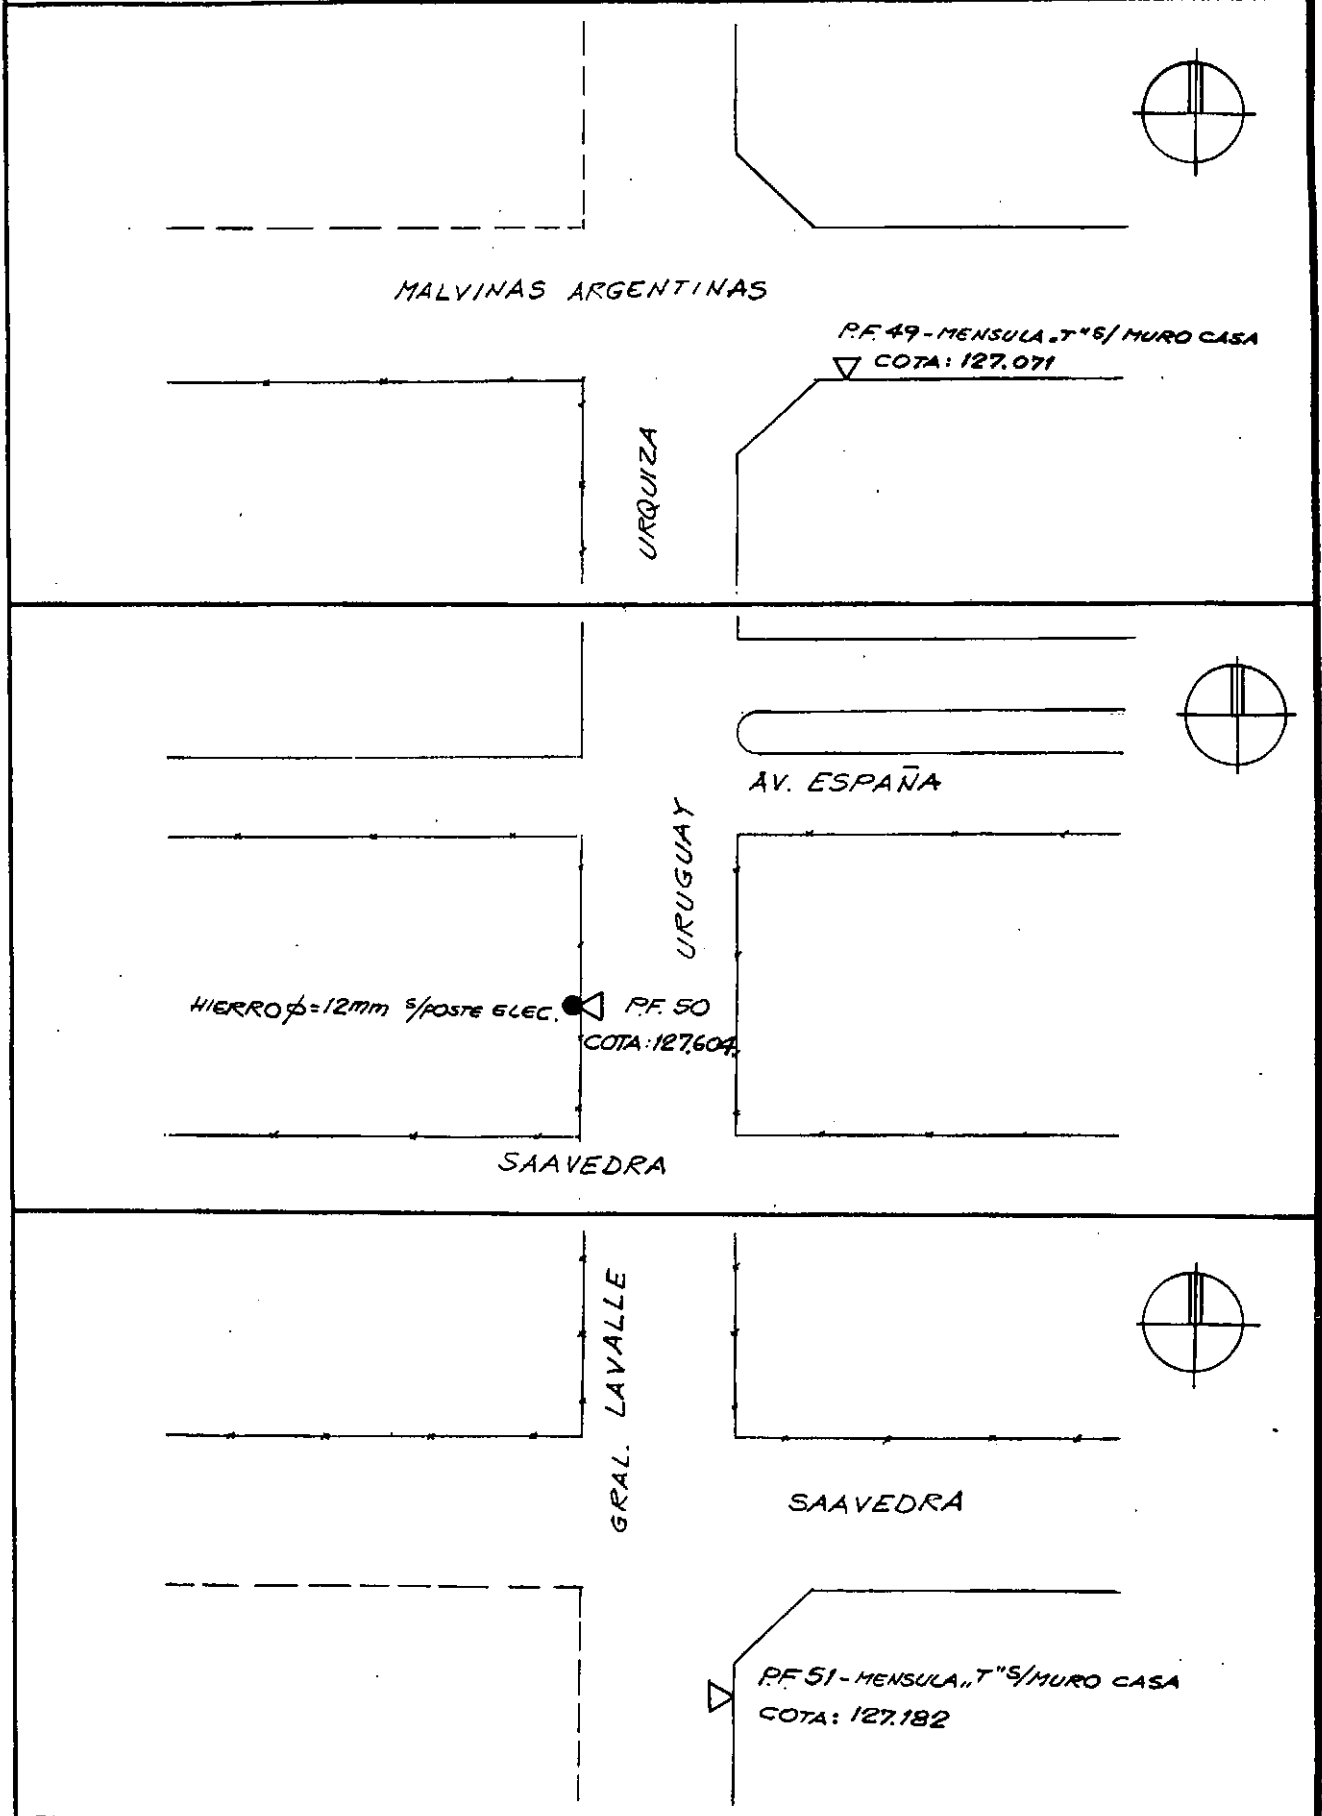 MALVINAS ARGENTINAS
P.F. 49 - MENSULA „T" S/ MURO CASA
COTA: 127.071
URQUIZA
AV. ESPAÑA
URUGUAY
HIERRO ϕ=12mm S/POSTE ELEC.
P.F. 50
COTA: 127.604
SAAVEDRA
GRAL. LAVALLE
SAAVEDRA
P.F 51 - MENSULA „T" S/MURO CASA
COTA: 127.182